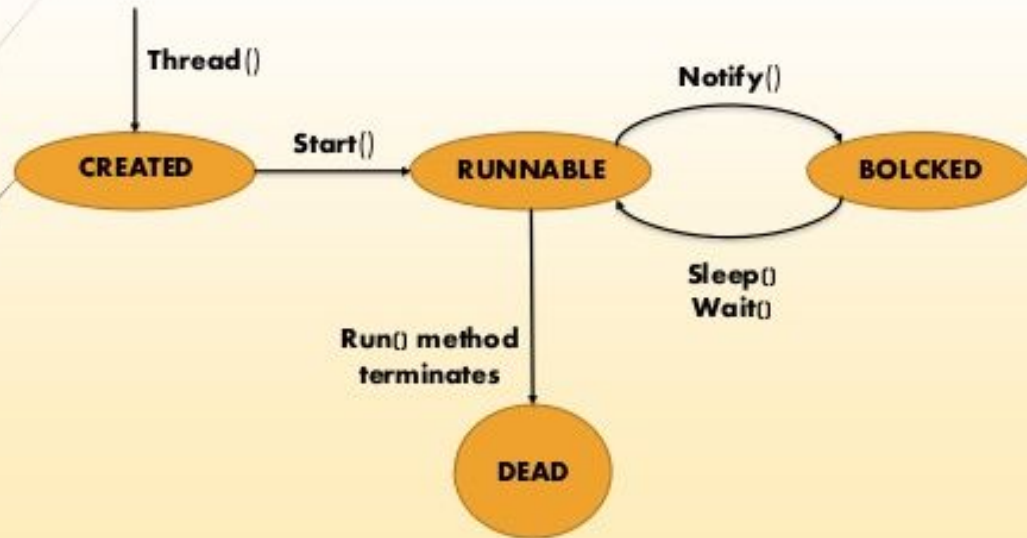 Thread()
Notify()
Start()
CREATED
RUNNABLE
BOLCKED
Sleep()
Wait()
Run() method
terminates
DEAD